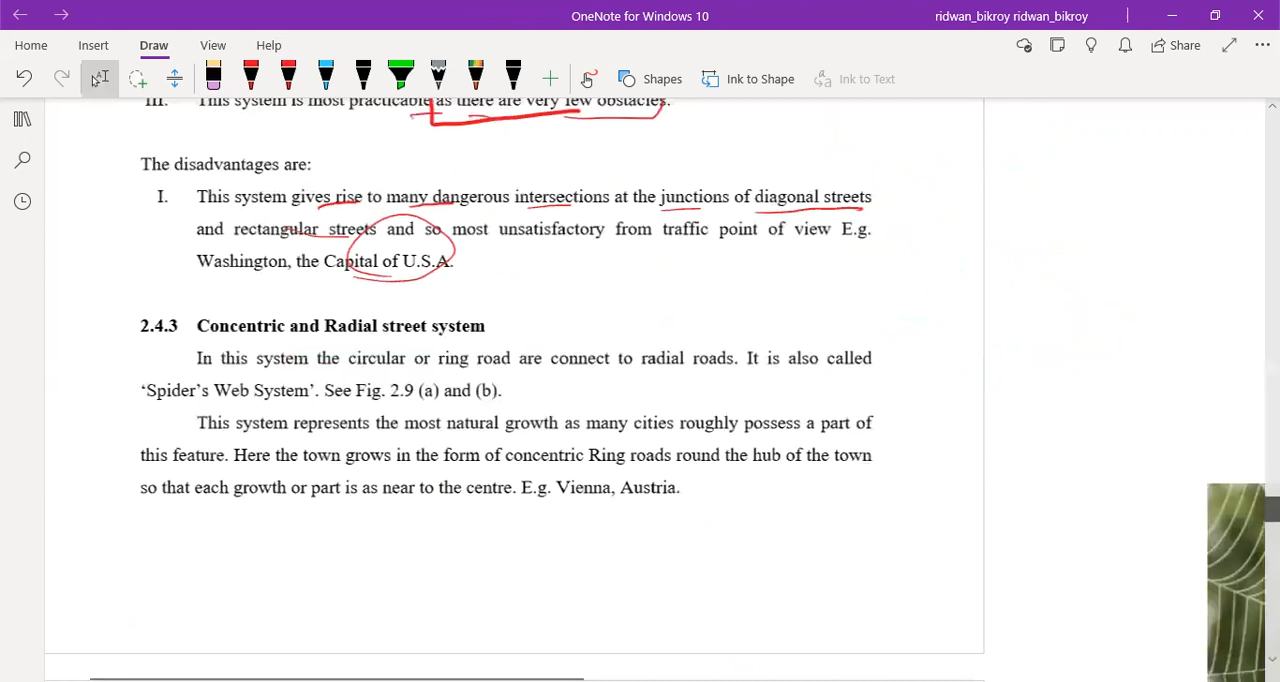 OneNote for Windows 10
ridwan_bikroy ridwan_bikroy
Home Insert Draw View Help
Share
Shapes Ink to Shape Ink to Text
III. This system is most practicable as there are very few obstacles.
The disadvantages are:
I. This system gives rise to many dangerous intersections at the junctions of diagonal streets
and rectangular streets and so most unsatisfactory from traffic point of view E.g.
Washington, the Capital of U.S.A.
2.4.3 Concentric and Radial street system
In this system the circular or ring road are connect to radial roads. It is also called
‘Spider’s Web System’. See Fig. 2.9 (a) and (b).
This system represents the most natural growth as many cities roughly possess a part of
this feature. Here the town grows in the form of concentric Ring roads round the hub of the town
so that each growth or part is as near to the centre. E.g. Vienna, Austria.